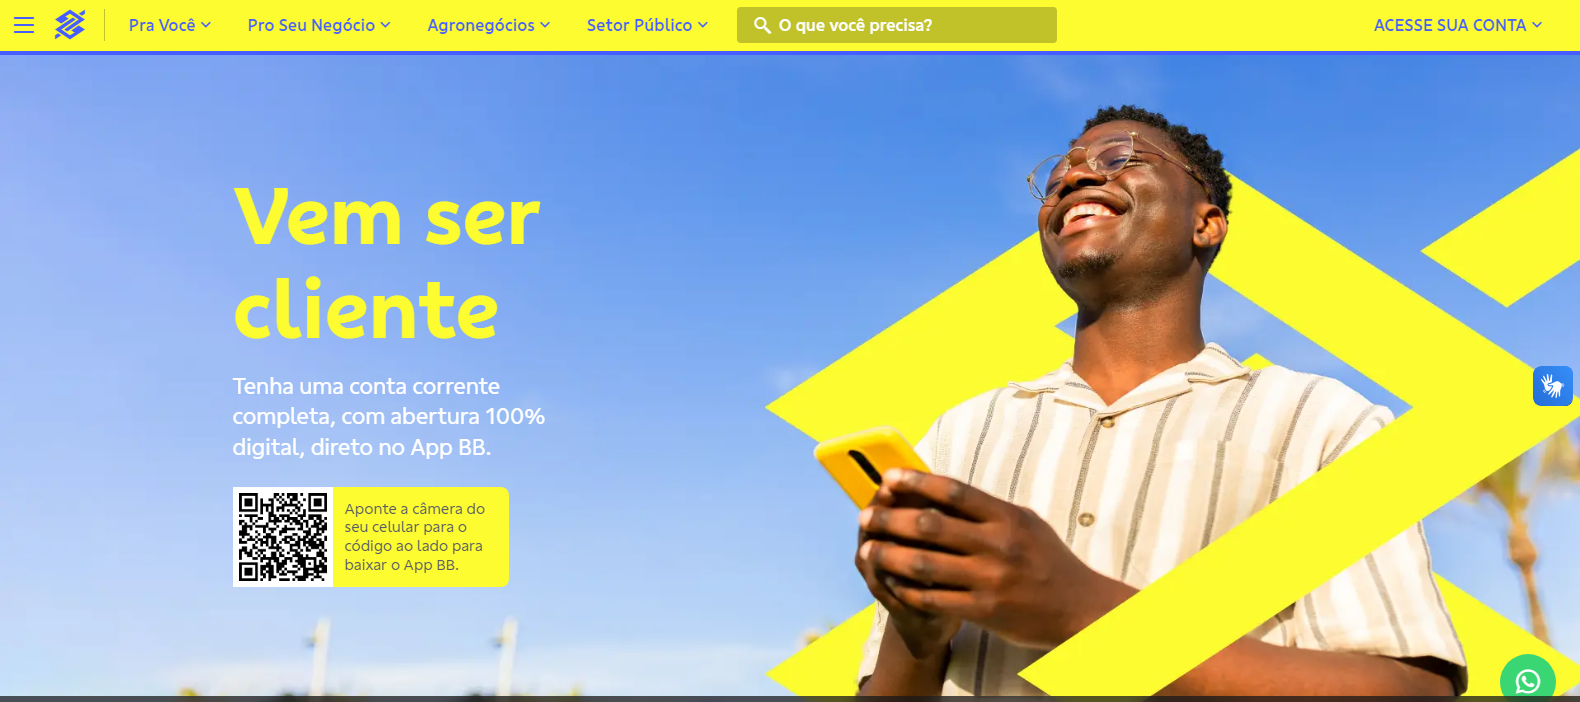 Pra Você
Pro Seu Negócio
Agronegócios
Setor Público
O que você precisa?
ACESSE SUA CONTA
Vem ser
cliente
Tenha uma conta corrente
completa, com abertura 100%
digital, direto no App BB.
Aponte a câmera do
seu celular para o
código ao lado para
baixar o App BB.